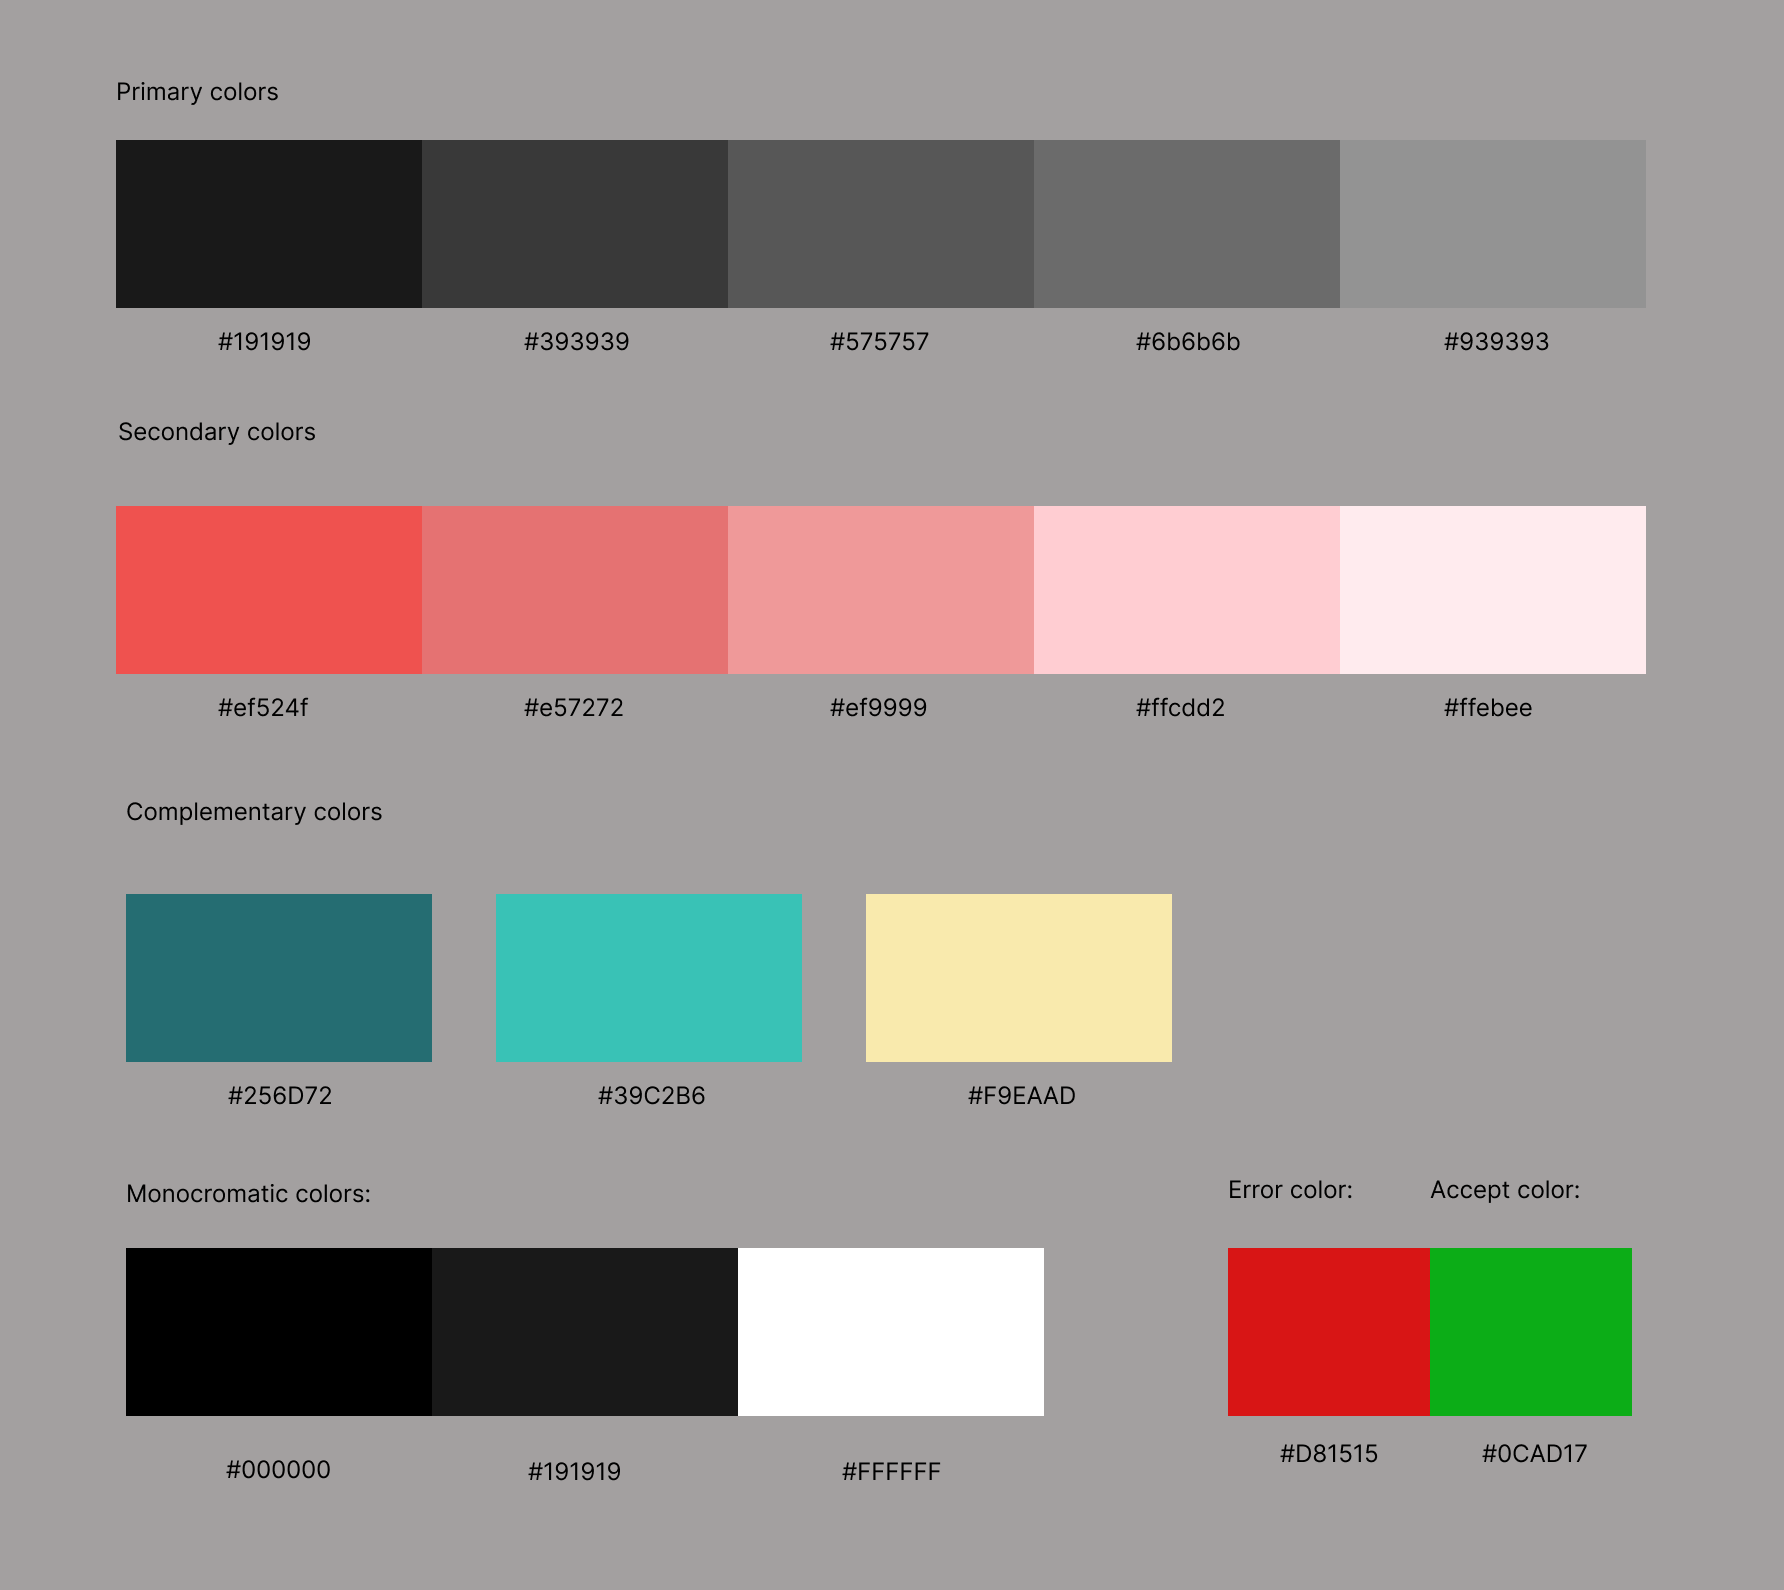 Primary colors
#191919 #393939 #575757 #6b6b6b #939393
Secondary colors
#ef524f #e57272 #ef9999 #ffcdd2 #ffebee
Complementary colors
#256D72 #39C2B6 #F9EAAD
Monocromatic colors: Error color: Accept color:
#000000 #191919 #FFFFFF #D81515 #0CAD17